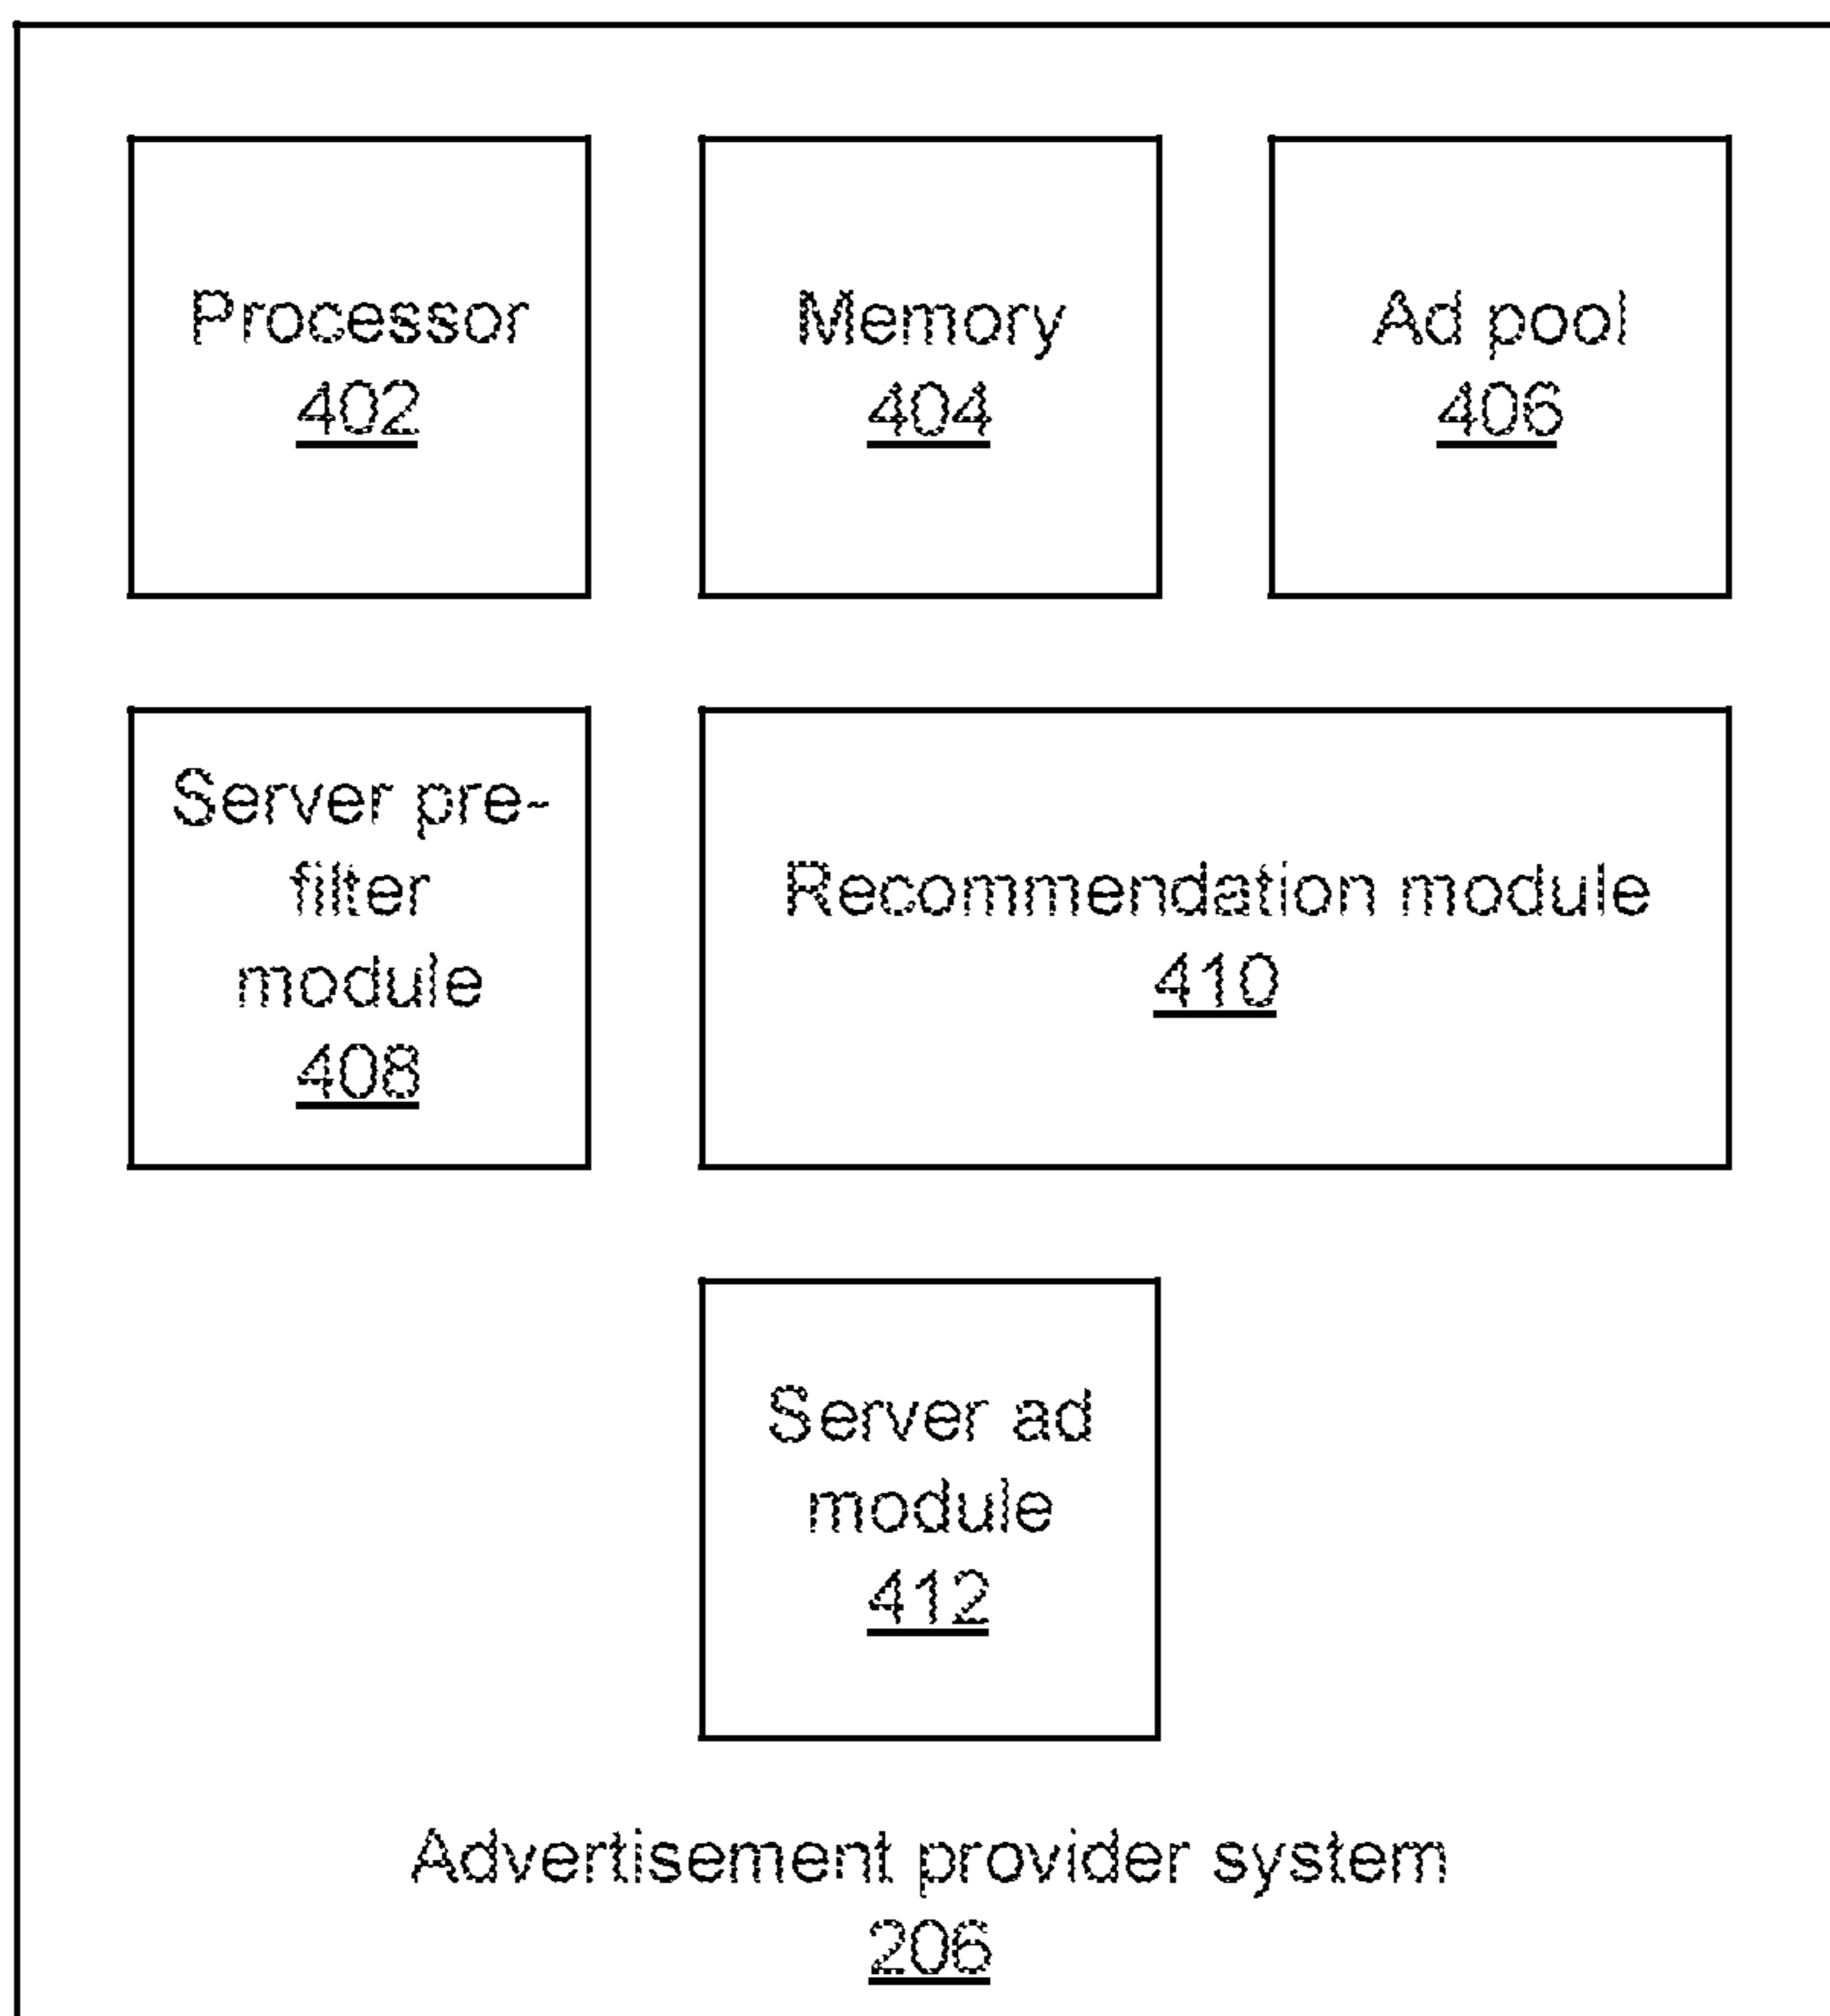 Processor
402
Memory
404
Ad pool
406
Server pre-
filter
module
408
Recommendation module
410
Server ad
module
412
Advertisement provider system
206